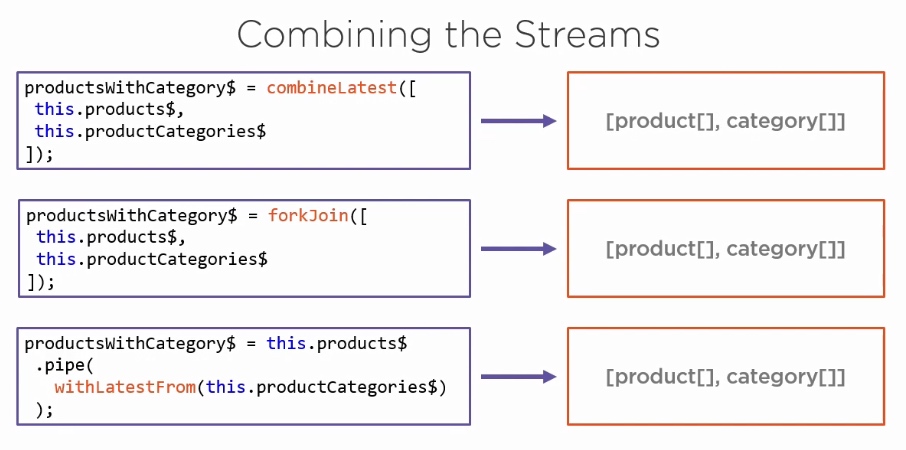 Combining the Streams
productsWithCategory$ = combineLatest([
this.products$,
this.productCategories$
]);
[product[], category[]]
productsWithCategory$ = forkJoin([
this.products$,
this.productCategories$
]);
[product[], category[]]
productsWithCategory$ = this.products$
.pipe(
withLatestFrom(this.productCategories$)
);
[product[], category[]]